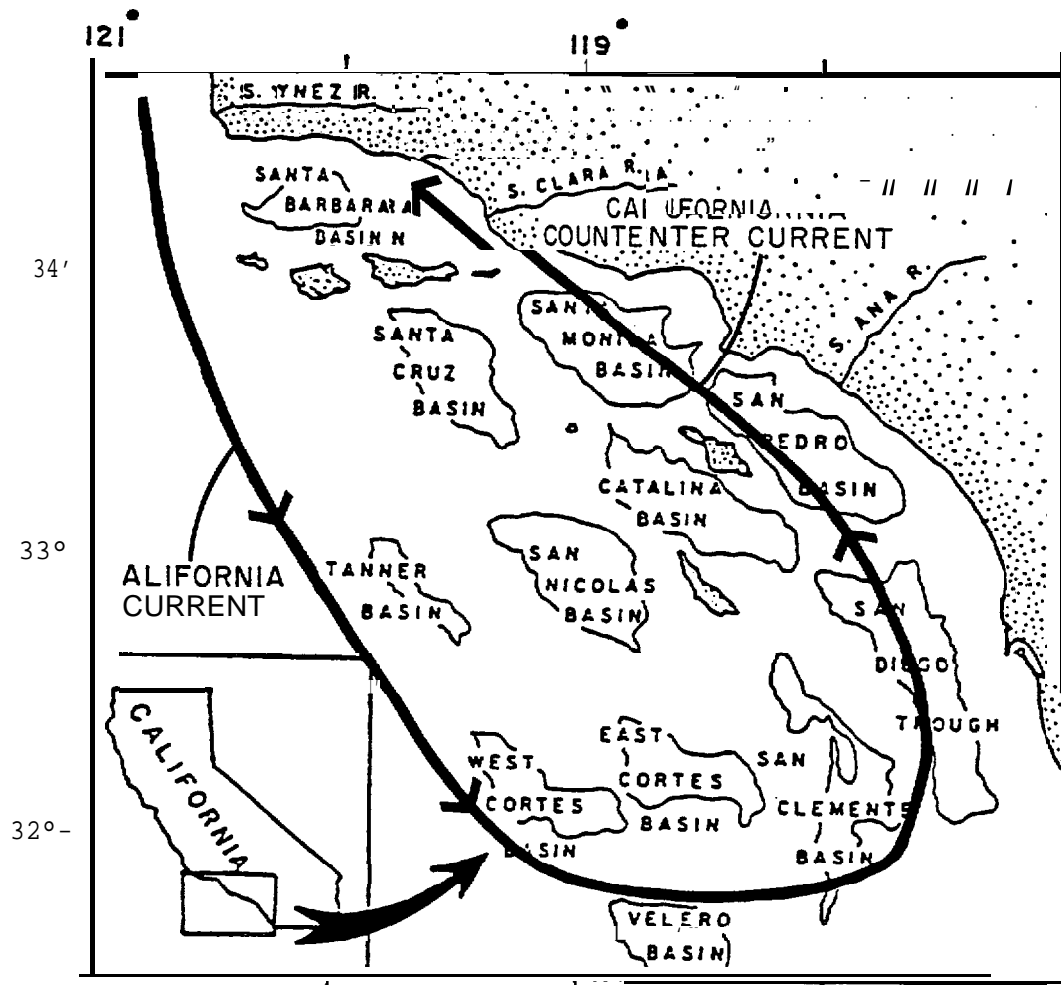 121°
119°
S. YNEZ R.
SANTA
BARBARA
BASIN N
S. CLARA R.
COUNTENTER CURRENT
34'
S ANA R.
SANTA
CRUZ
BASIN
SANTA
MONICA
BASIN
SAN
PEDRO
BASIN
CATALINA
BASIN
33°
ALIFORNIA
CURRENT
TANNER
BASIN
SAN
NICOLAS
BASIN
SAN
DIEGO
TROUGH
CALIFORNIA
WEST
CORTES
BASIN
EAST
CORTES
BASIN
SAN
CLEMENTE
BASIN
32°-
VELERO
BASIN